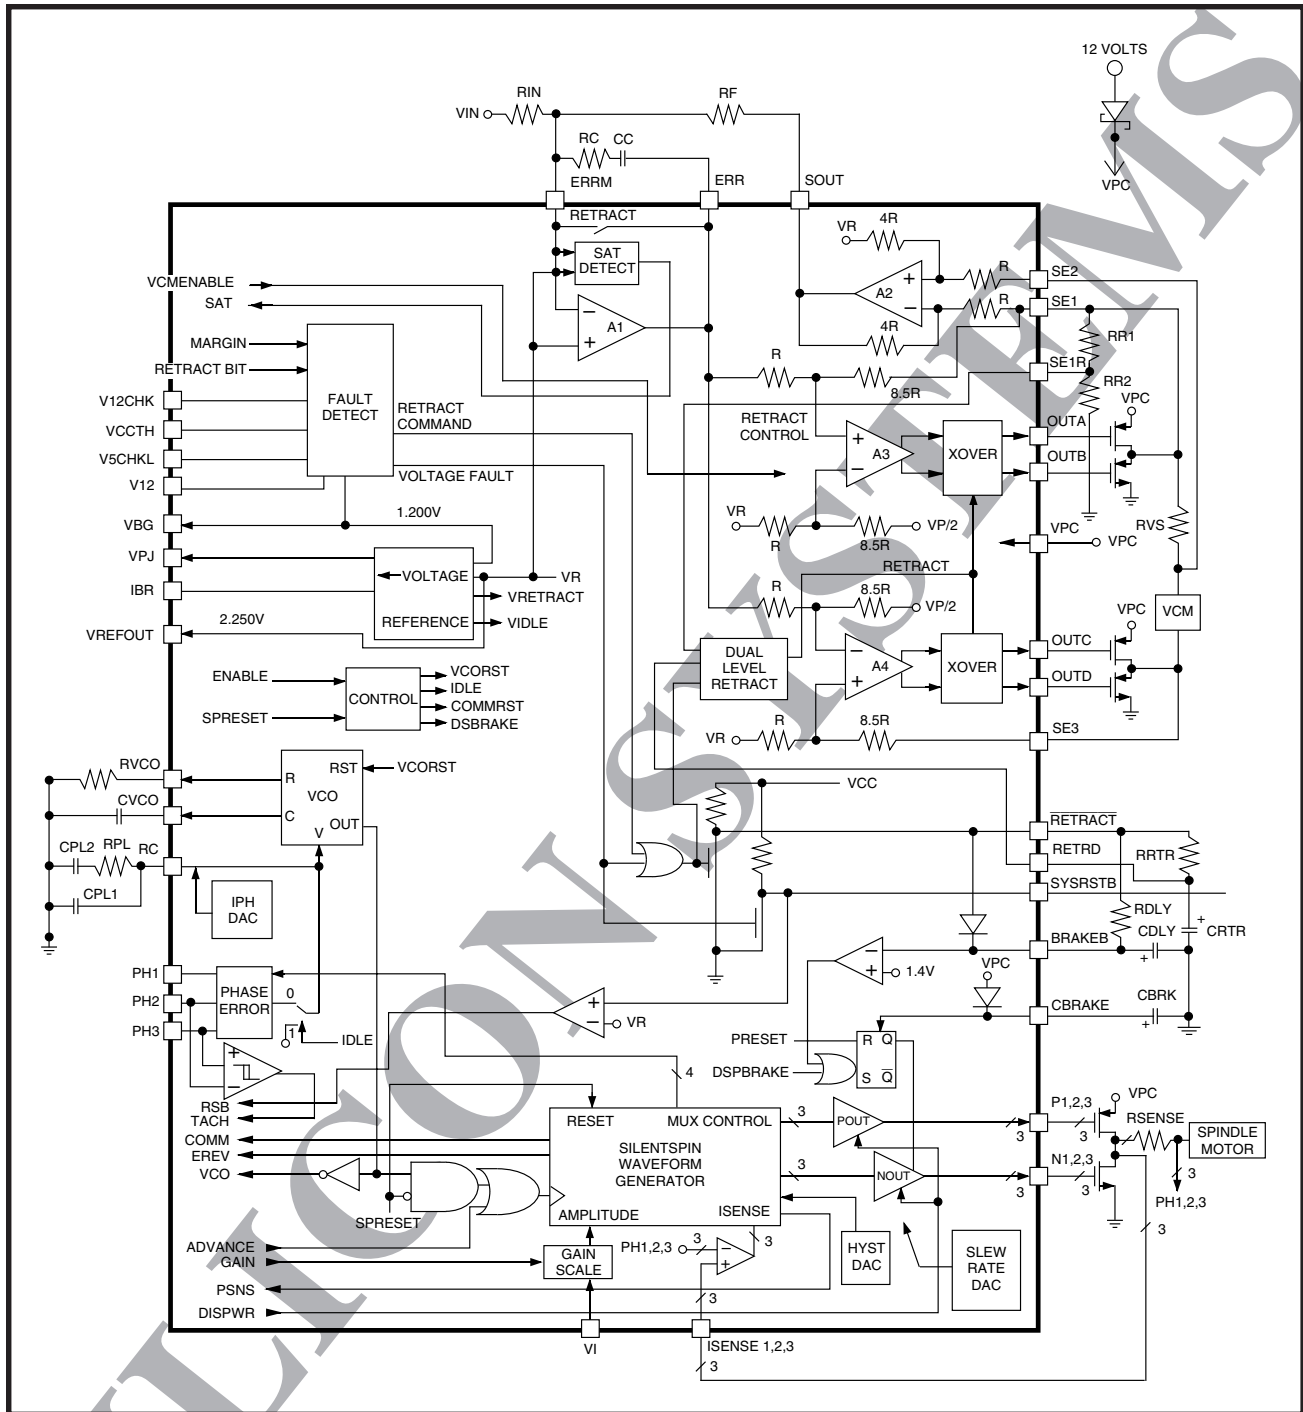 12 VOLTS
RIN
RF
VIN
RC
CC
VPC
ERRM
ERR
SOUT
RETRACT
VR
4R
SAT
DETECT
+
A2
−
R
SE2
R
SE1
VCMENABLE
SAT
−
A1
+
4R
RR1
MARGIN
RETRACT BIT
R
8.5R
SE1R
RR2
V12CHK
VCCTH
V5CHKL
V12
FAULT
DETECT
RETRACT
COMMAND
VOLTAGE FAULT
RETRACT
CONTROL
+
A3
−
XOVER
OUTA
OUTB
VPC
VBG
1.200V
VR
R
8.5R
VP/2
VPC
VPC
RVS
VPJ
IBR
VOLTAGE
REFERENCE
VR
VRETRACT
VIDLE
RETRACT
R
8.5R
VP/2
VCM
VREFOUT
2.250V
VPC
DUAL
LEVEL
RETRACT
−
A4
+
XOVER
OUTC
OUTD
ENABLE
SPRESET
CONTROL
VCORST
IDLE
COMMRST
DSBRAKE
VR
R
8.5R
SE3
RVCO
CVCO
R
RST
VCO
C
OUT
V
VCORST
VCC
CPL2
RPL
RC
CPL1
RETRACT
RETRD
RRTR
SYSRSTB
IPH
DAC
RDLY
CDLY
+
CRTR
+
BRAKEB
−
+
1.4V
VPC
PH1
PH2
PH3
PHASE
ERROR
0
1
IDLE
+
−
VR
CBRAKE
CBRK
+
PRESET
R Q
DSPBRAKE
S Q
+
−
RSB
TACH
4
COMM
EREV
VCO
RESET
MUX CONTROL
SILENTSPIN
WAVEFORM
GENERATOR
AMPLITUDE
ISENSE
3
POUT
3
P1,2,3
3
VPC
RSENSE
SPINDLE
MOTOR
3
NOUT
3
N1,2,3
3
3
PH1,2,3
SPRESET
ADVANCE
GAIN
GAIN
SCALE
PH1,2,3
3
−
+
3
HYST
DAC
SLEW
RATE
DAC
3
PSNS
3
DISPWR
VI
ISENSE 1,2,3
3
LICON SYSTEMS